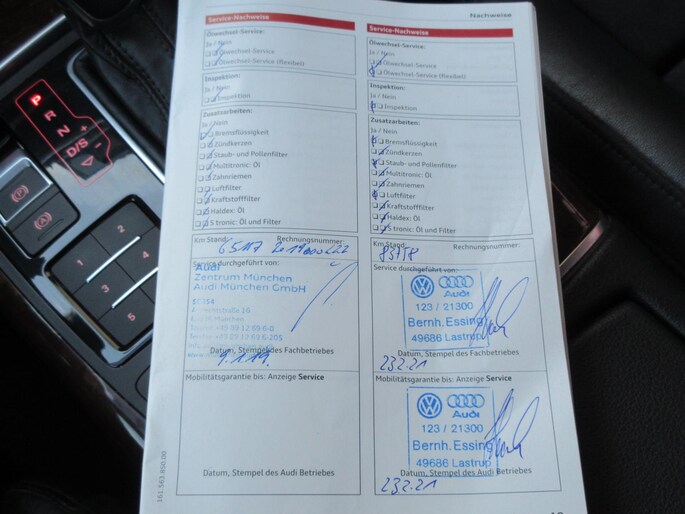 Nachweise
Service-Nachweise
Ölwechsel-Service:
Ja / Nein
Ölwechsel-Service
Ölwechsel-Service (flexibel)
Inspektion:
Ja / Nein
Inspektion
Zusatzarbeiten:
Ja / Nein
Bremsflüssigkeit
Zündkerzen
Staub- und Pollenfilter
Multitronic: Öl
Zahnriemen
Luftfilter
Kraftstofffilter
Haldex: Öl
S tronic: Öl und Filter
Km Stand:
Rechnungsnummer:
Service durchgeführt von:
Audi
Zentrum München
Audi München GmbH
Datum, Stempel des Fachbetriebes
Mobilitätsgarantie bis: Anzeige Service
Datum, Stempel des Audi Betriebes
Service-Nachweise
Ölwechsel-Service:
Ja / Nein
Ölwechsel-Service
Ölwechsel-Service (flexibel)
Inspektion:
Ja / Nein
Inspektion
Zusatzarbeiten:
Ja / Nein
Bremsflüssigkeit
Zündkerzen
Staub- und Pollenfilter
Multitronic: Öl
Zahnriemen
Luftfilter
Kraftstofffilter
Haldex: Öl
S tronic: Öl und Filter
Km Stand:
Rechnungsnummer:
83158
Service durchgeführt von:
Audi
123 / 21300
Bernh. Essing
49686 Lastrup
Datum, Stempel des Fachbetriebes
23.2.21
Mobilitätsgarantie bis: Anzeige Service
Audi
123 / 21300
Bernh. Essing
49686 Lastrup
Datum, Stempel des Audi Betriebes
23.2.21
161.563.850.00
P
R
N
D/S
+
-
1
2
3
4
5